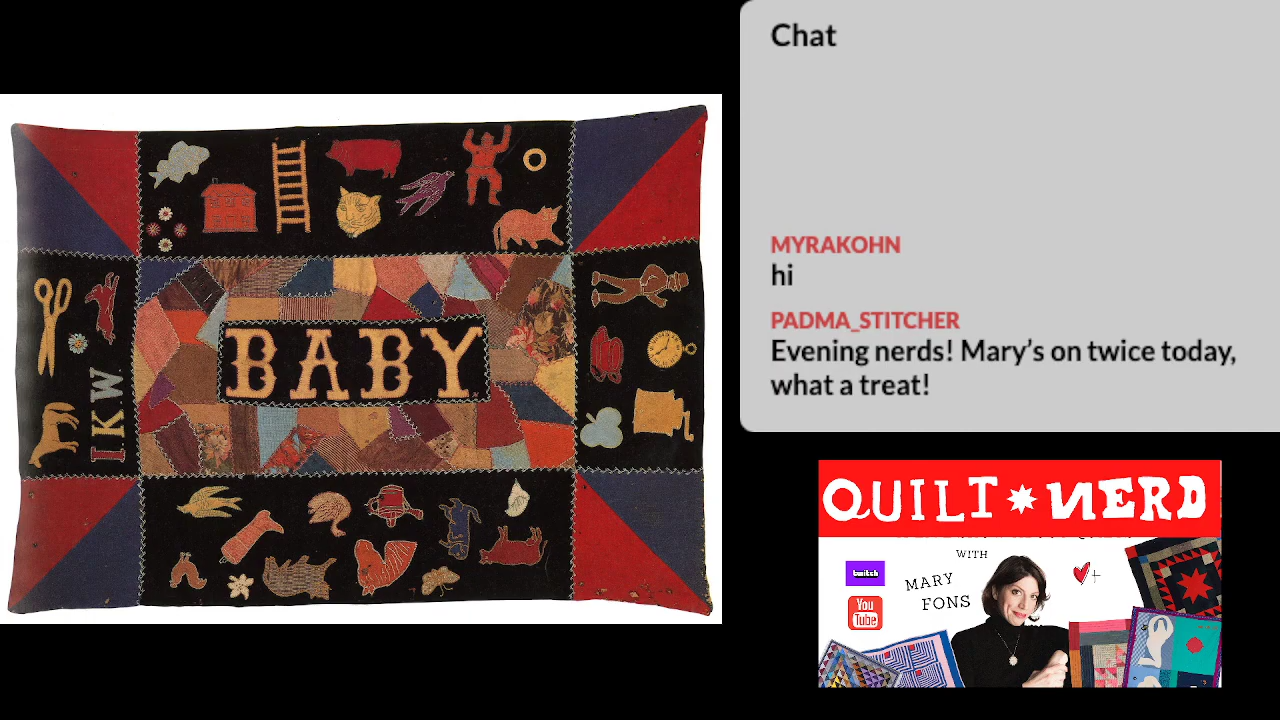 Chat
MYRAKOHN
hi
PADMA_STITCHER
Evening nerds! Mary's on twice today,
what a treat!
BABY
I.K.W.
QUILT NERD
WITH
MARY
FONS
twitch
You
Tube